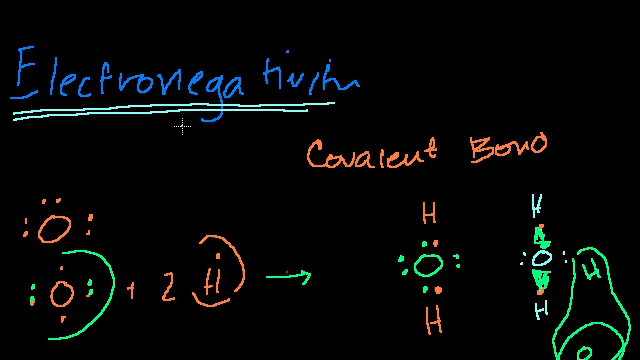 Electronegativity
Covalent Bond
O
O + 2 H →
H
O
H
H
O
H
H
O